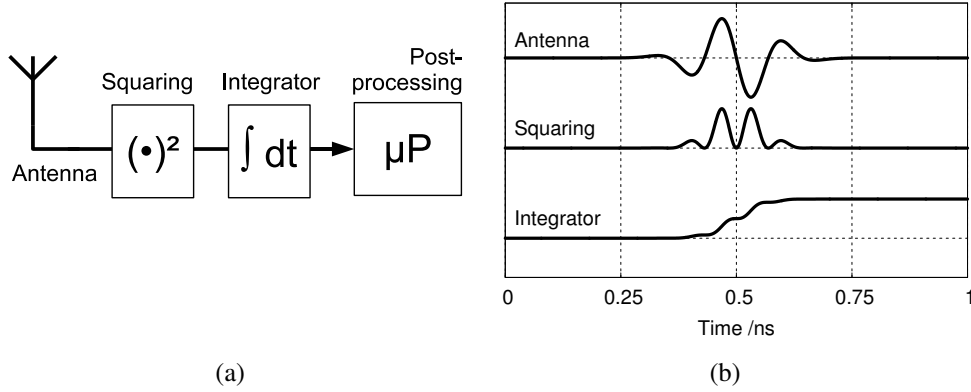 Squaring
Integrator
Post-
processing
(•)²
∫ dt
µP
Antenna
(a)
Antenna
Squaring
Integrator
0
0.25
0.5
0.75
1
Time /ns
(b)